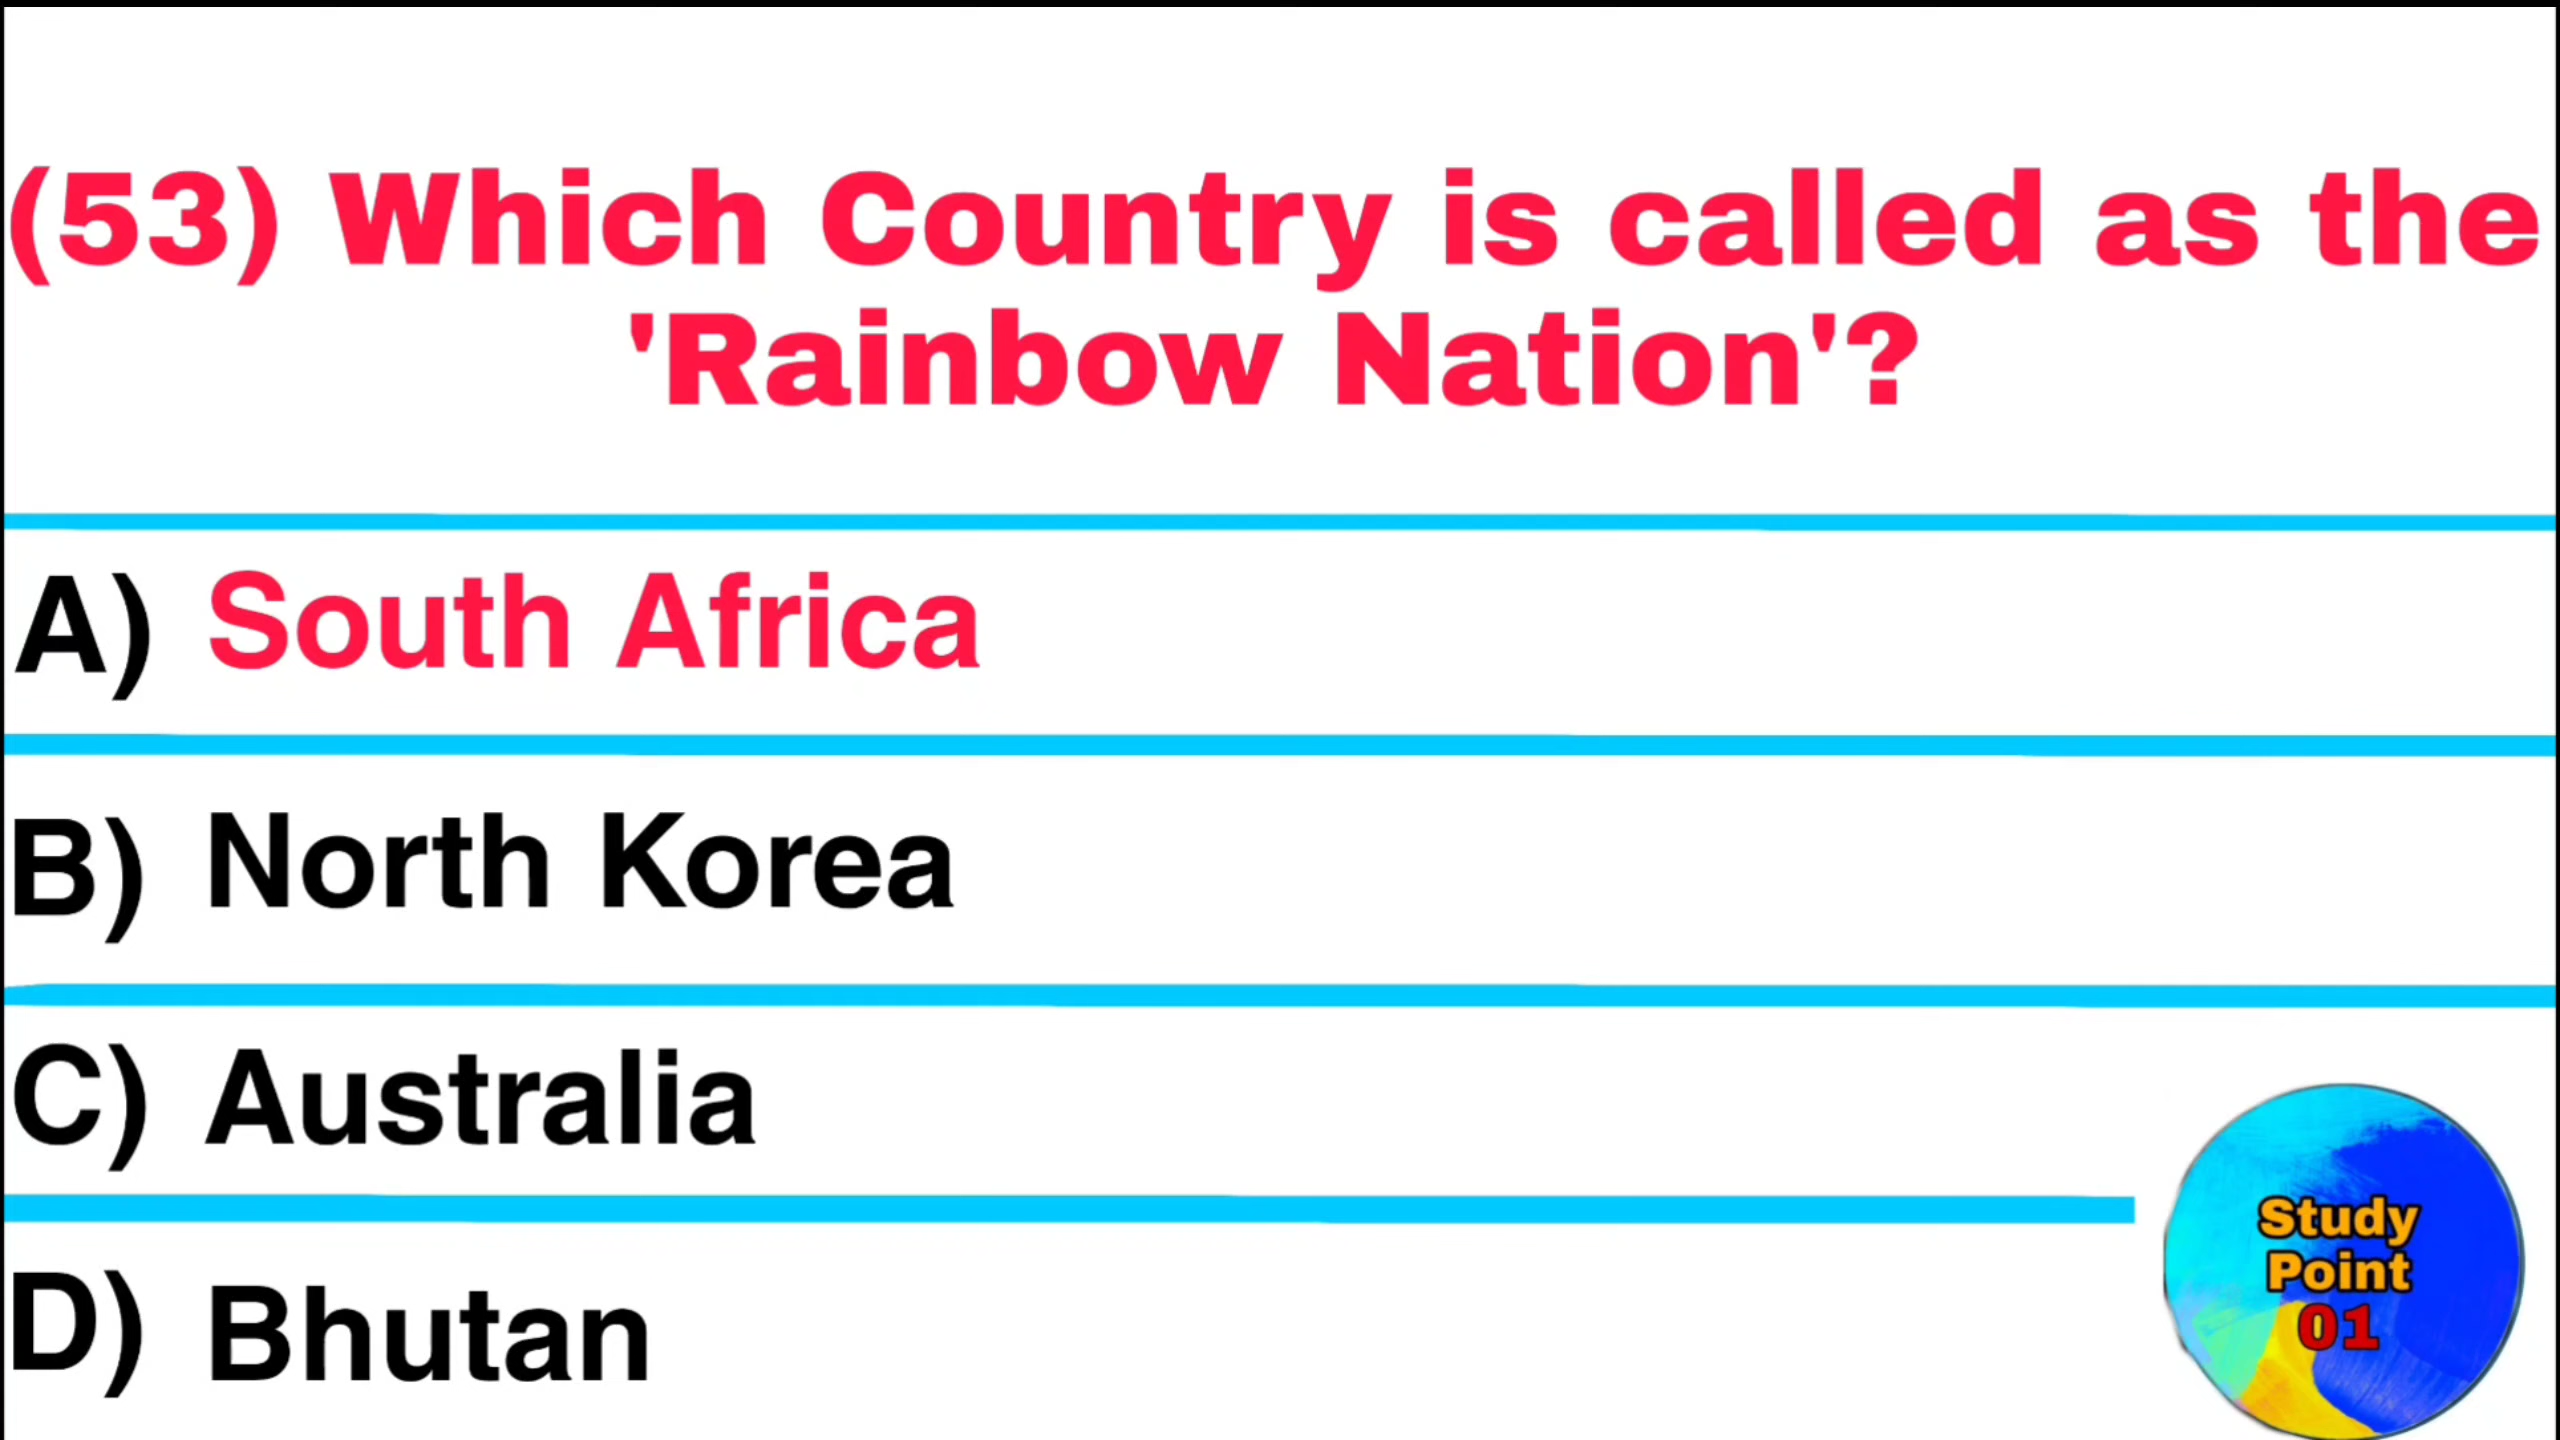 (53) Which Country is called as the
'Rainbow Nation'?
A) South Africa
B) North Korea
C) Australia
D) Bhutan
Study
Point
01